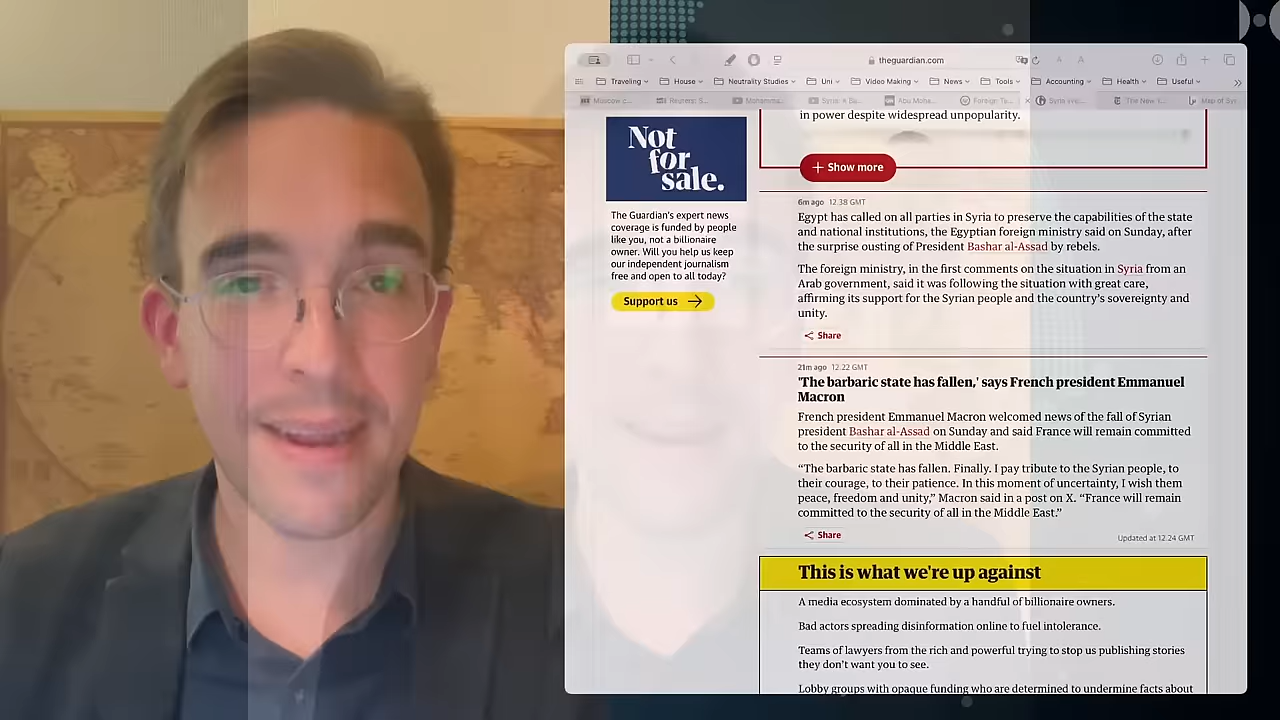 theguardian.com
Traveling
House
Neutrality Studies
Uni
Video Making
News
Tools
Accounting
Health
Useful
Moscow c...
Reuters: S...
Mohamma...
Abu Mohe...
Foreign Te...
The New Y...
Map of Syr
in power despite widespread unpopularity.
Not
for
sale.
Show more
The Guardian's expert news
coverage is funded by people
like you, not a billionaire
owner. Will you help us keep
our independent journalism
free and open to all today?
Support us
6m ago 12.38 GMT
Egypt has called on all parties in Syria to preserve the capabilities of the state
and national institutions, the Egyptian foreign ministry said on Sunday, after
the surprise ousting of President Bashar al-Assad by rebels.
The foreign ministry, in the first comments on the situation in Syria from an
Arab government, said it was following the situation with great care,
affirming its support for the Syrian people and the country's sovereignty and
unity.
Share
21m ago 12.22 GMT
'The barbaric state has fallen,' says French president Emmanuel
Macron
French president Emmanuel Macron welcomed news of the fall of Syrian
president Bashar al-Assad on Sunday and said France will remain committed
to the security of all in the Middle East.
“The barbaric state has fallen. Finally. I pay tribute to the Syrian people, to
their courage, to their patience. In this moment of uncertainty, I wish them
peace, freedom and unity,” Macron said in a post on X. “France will remain
committed to the security of all in the Middle East.”
Share
Updated at 12.24 GMT
This is what we're up against
A media ecosystem dominated by a handful of billionaire owners.
Bad actors spreading disinformation online to fuel intolerance.
Teams of lawyers from the rich and powerful trying to stop us publishing stories
they don't want you to see.
Lobby groups with opaque funding who are determined to undermine facts about